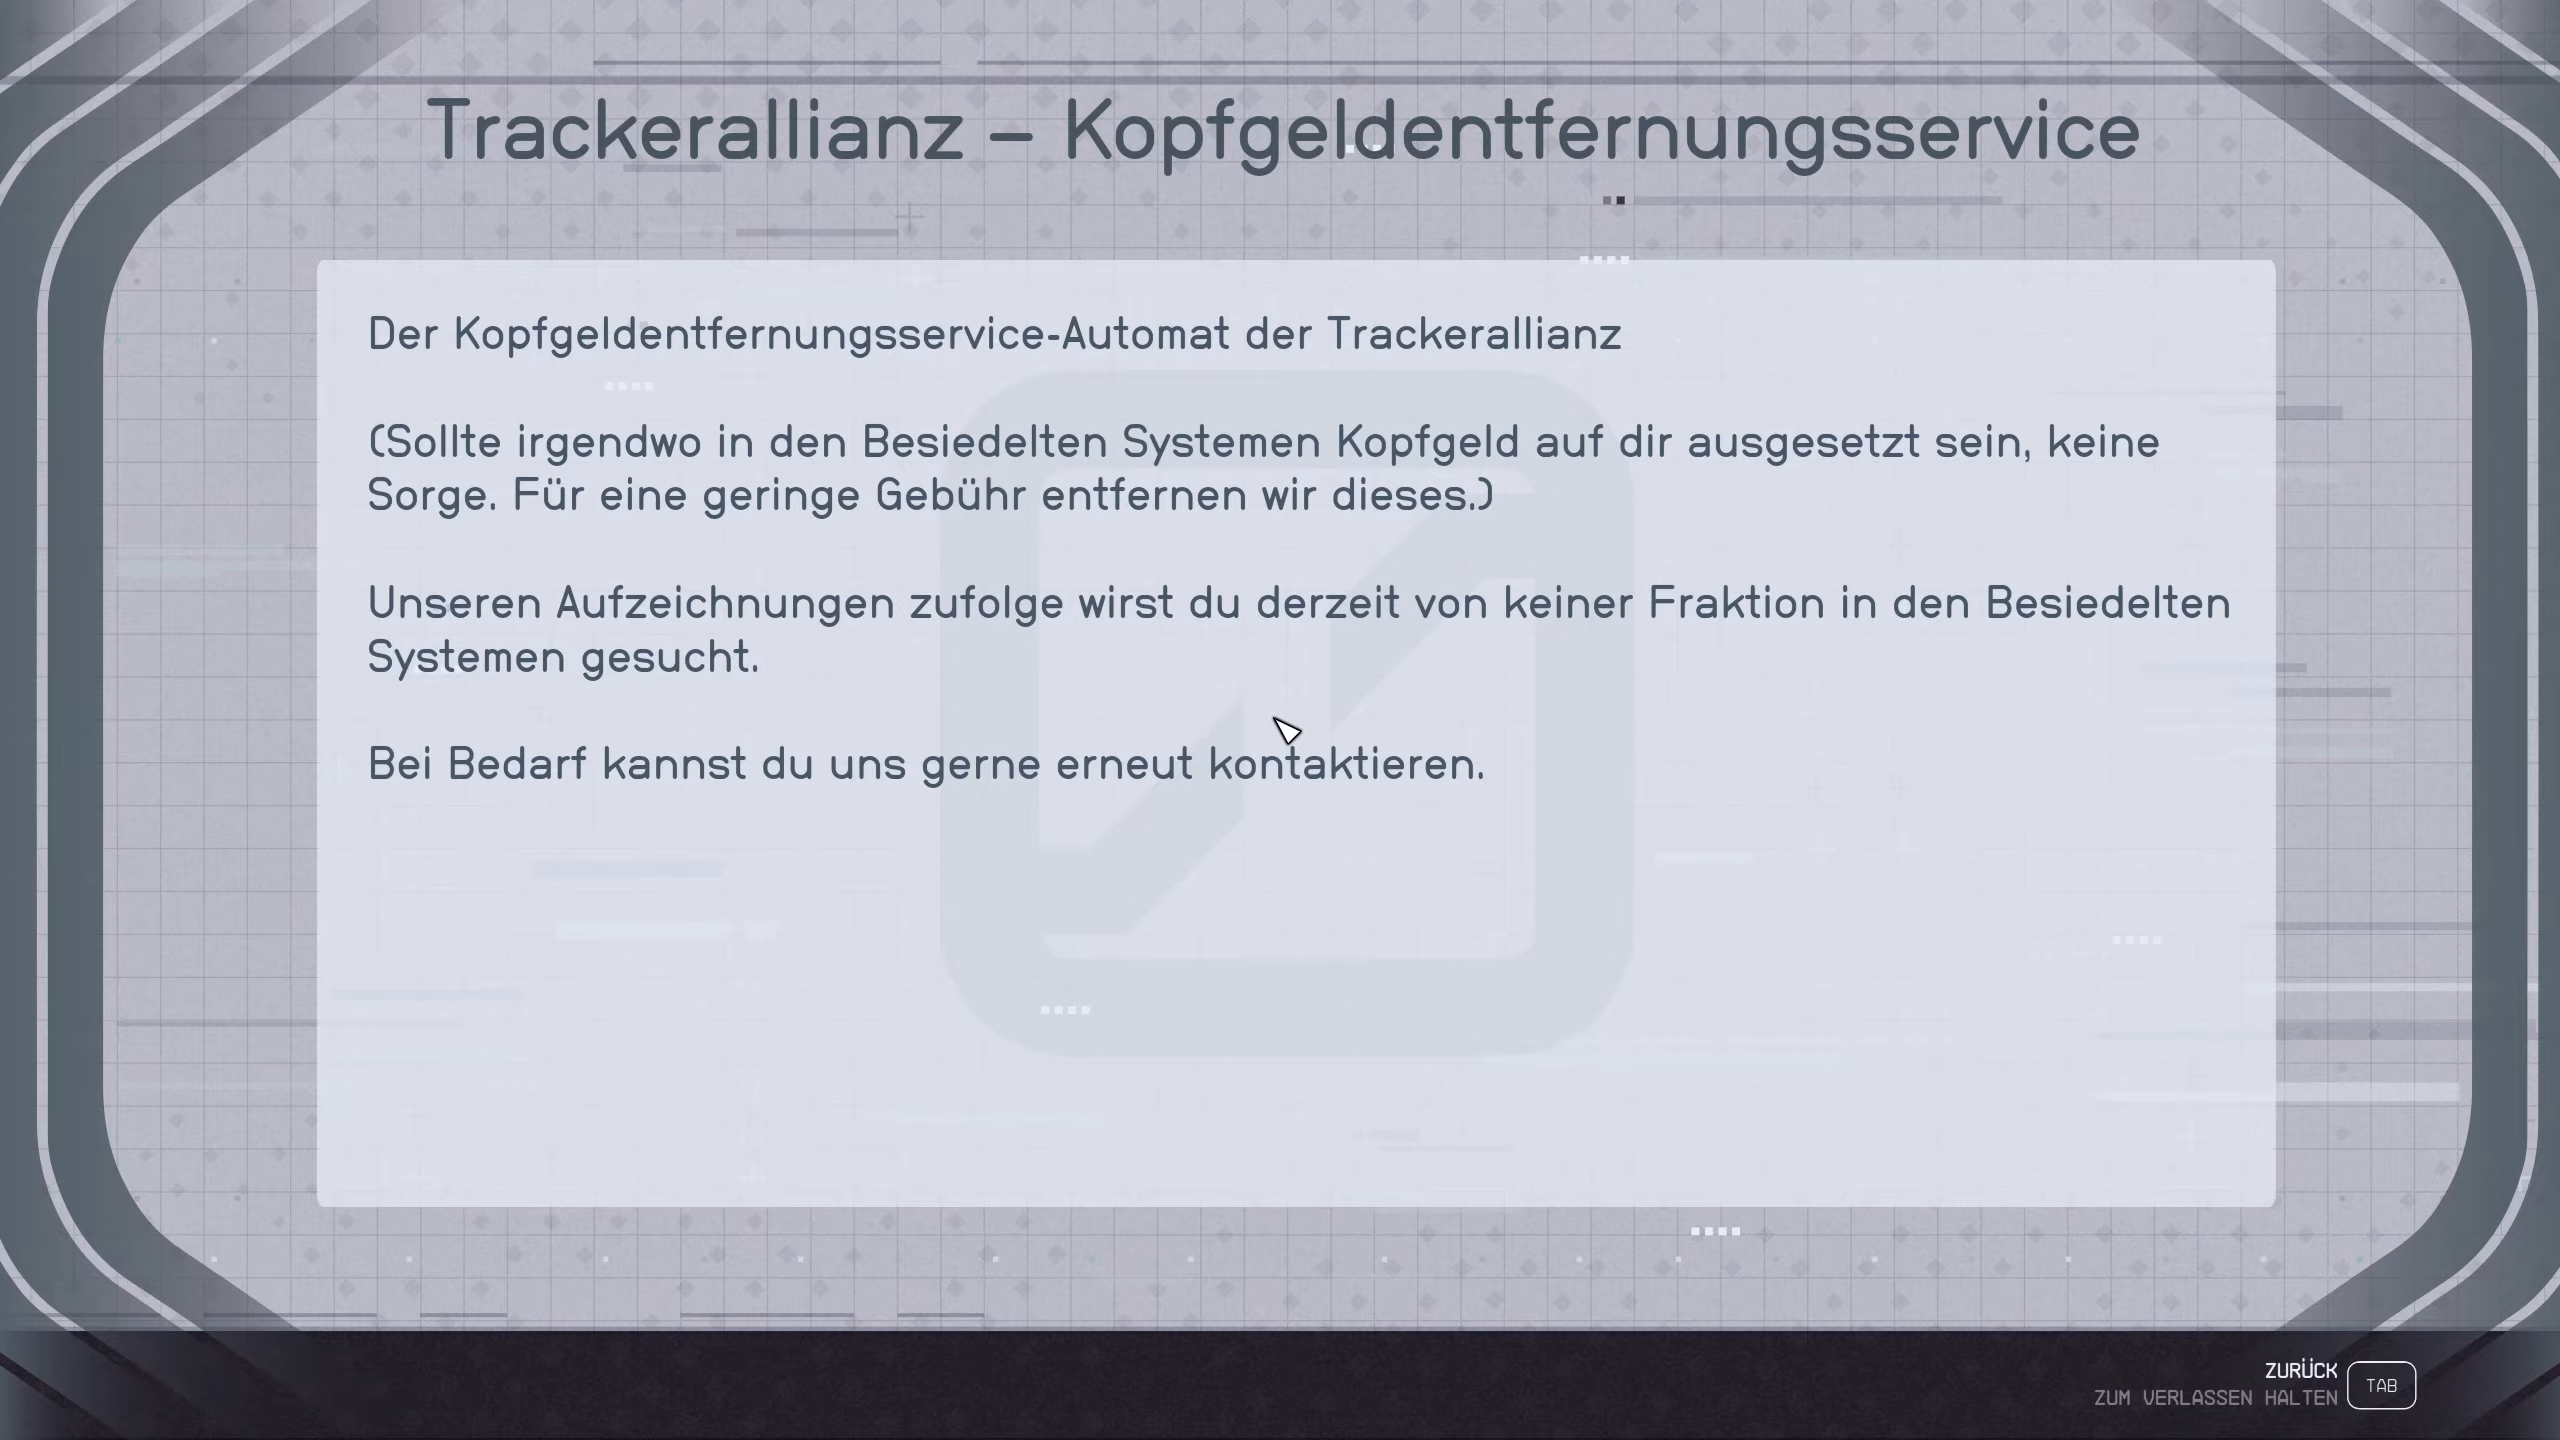 Trackerallianz – Kopfgeldentfernungsservice
Der Kopfgeldentfernungsservice-Automat der Trackerallianz
(Sollte irgendwo in den Besiedelten Systemen Kopfgeld auf dir ausgesetzt sein, keine
Sorge. Für eine geringe Gebühr entfernen wir dieses.)
Unseren Aufzeichnungen zufolge wirst du derzeit von keiner Fraktion in den Besiedelten
Systemen gesucht.
Bei Bedarf kannst du uns gerne erneut kontaktieren.
ZURÜCK
ZUM VERLASSEN HALTEN
TAB